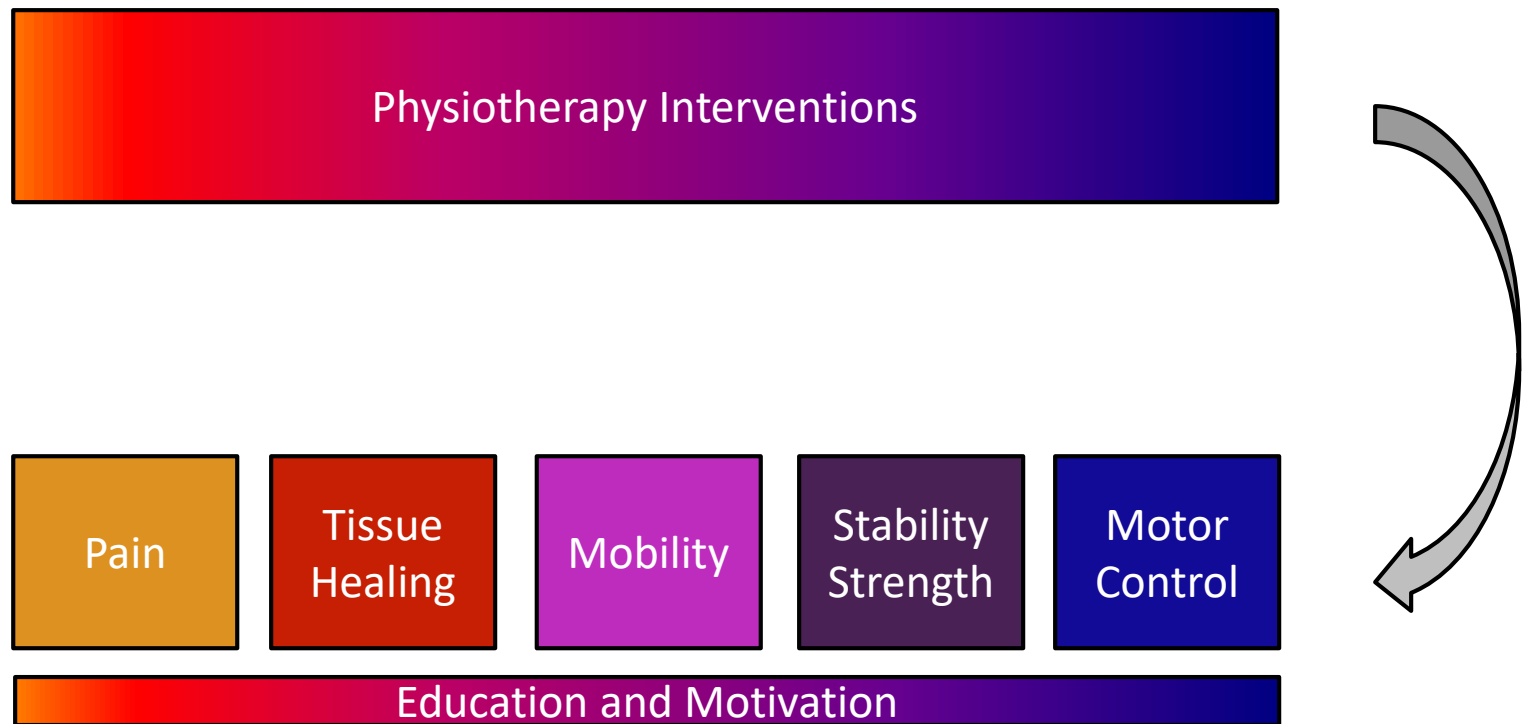 Physiotherapy Interventions
Pain
Tissue
Healing
Mobility
Stability
Strength
Motor
Control
Education and Motivation